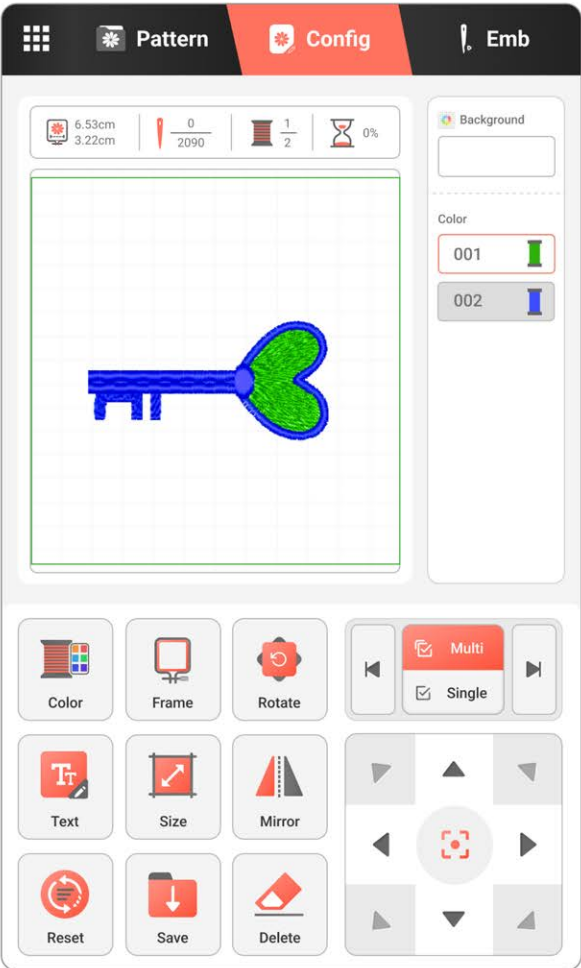 Pattern
Config
Emb
6.53cm
3.22cm
0
2090
1
2
0%
Background
Color
001
002
Color
Frame
Rotate
Multi
Single
Text
Size
Mirror
Reset
Save
Delete